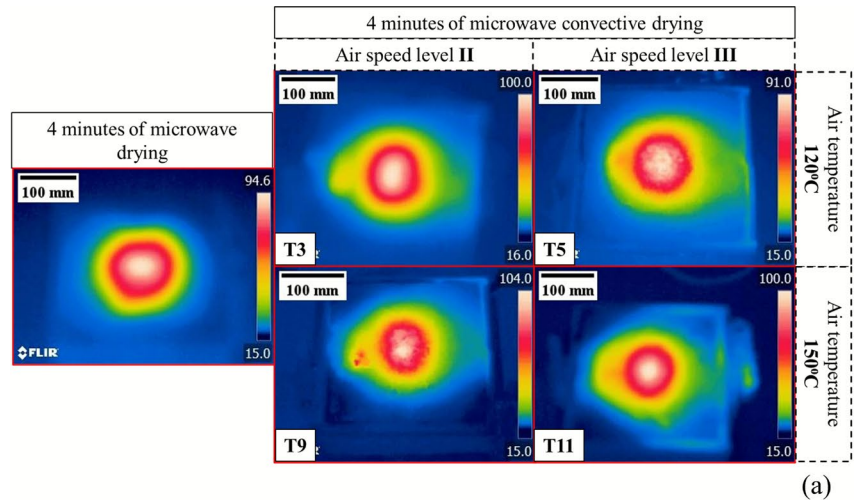 4 minutes of microwave convective drying
Air speed level II
Air speed level III
4 minutes of microwave
drying
100 mm
94.6
15.0
FLIR
100 mm
100.0
16.0
T3
100 mm
91.0
15.0
T5
Air temperature
120ºC
100 mm
104.0
15.0
T9
100 mm
100.0
15.0
T11
Air temperature
150ºC
(a)